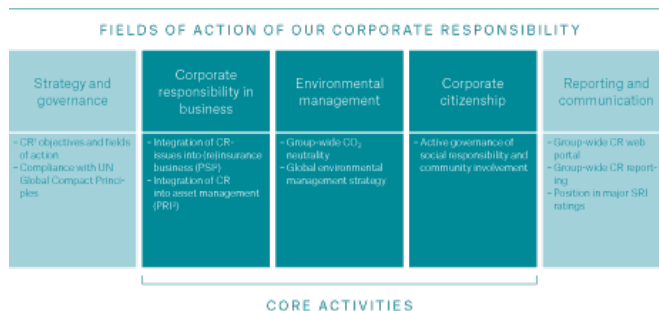 FIELDS OF ACTION OF OUR CORPORATE RESPONSIBILITY
Strategy and
governance
– CR¹ objectives and fields
of action
– Compliance with UN
Global Compact Princi-
ples
Corporate
responsibility in
business
– Integration of CR-
issues into (re)insurance
business (PSI²)
– Integration of CR
into asset management
(PRI³)
Environmental
management
– Group-wide CO₂
neutrality
– Global environmental
management strategy
Corporate
citizenship
– Active governance of
social responsibility and
community involvement
Reporting and
communication
– Group-wide CR web
portal
– Group-wide CR report-
ing
– Position in major SRI
ratings
CORE ACTIVITIES